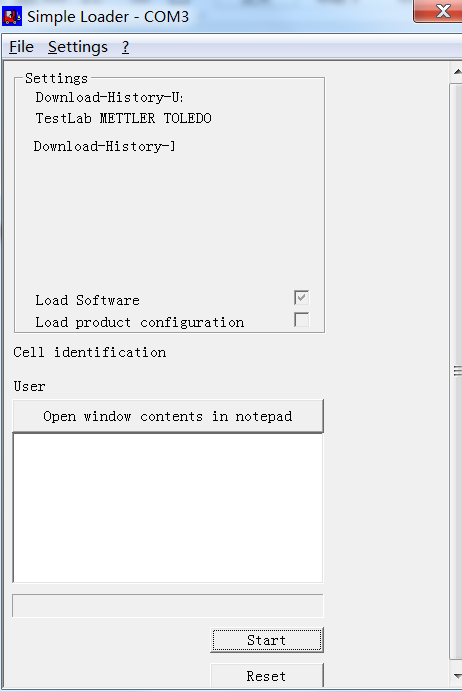 Simple Loader - COM3
File Settings ?
Settings
Download-History-U:
TestLab METTLER TOLEDO
Download-History-I
Load Software
Load product configuration
Cell identification
User
Open window contents in notepad
Start
Reset